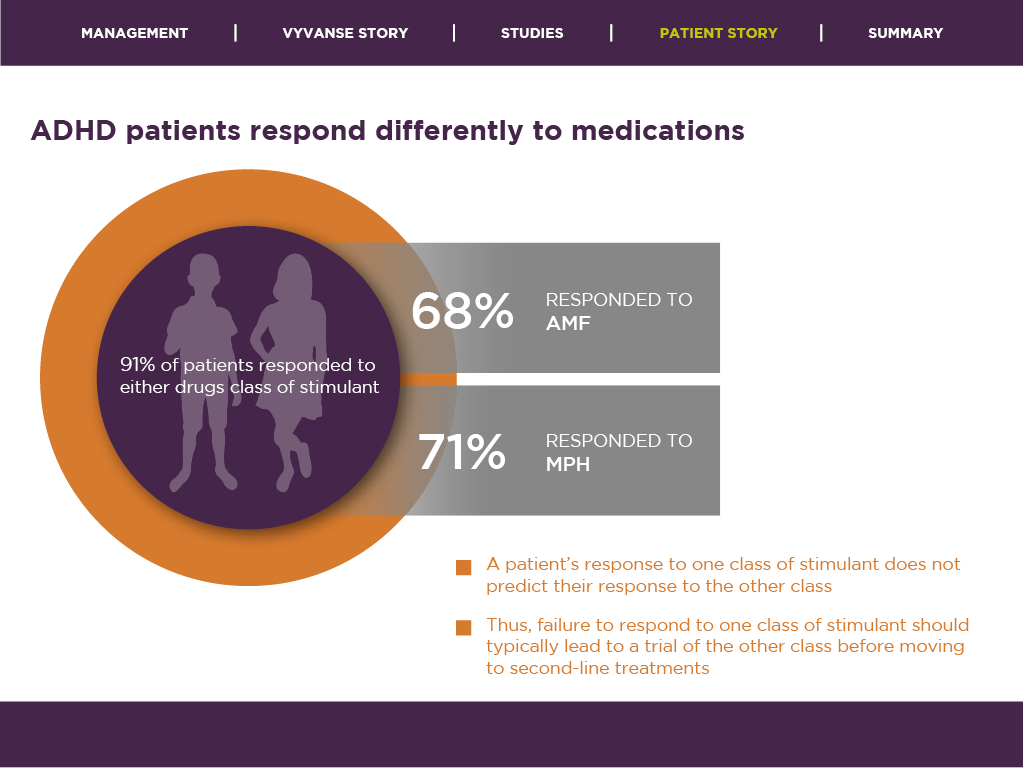 MANAGEMENT | VYVANSE STORY | STUDIES | PATIENT STORY | SUMMARY
ADHD patients respond differently to medications
91% of patients responded to
either drugs class of stimulant
68%
RESPONDED TO
AMF
71%
RESPONDED TO
MPH
A patient’s response to one class of stimulant does not
predict their response to the other class
Thus, failure to respond to one class of stimulant should
typically lead to a trial of the other class before moving
to second-line treatments